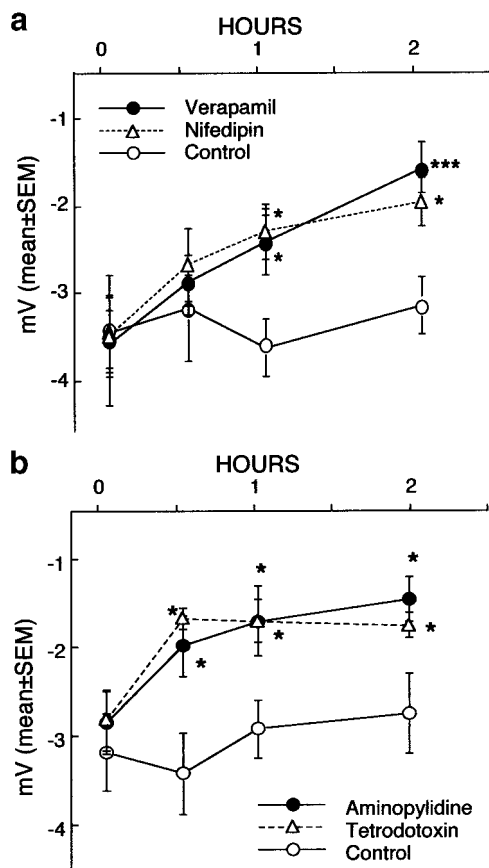 a
HOURS
0 1 2
-1
-2
-3
-4
mV (mean±SEM)
Verapamil
Nifedipin
Control
*
*
***
*
b
HOURS
0 1 2
-1
-2
-3
-4
mV (mean±SEM)
*
*
*
*
*
*
Aminopylidine
Tetrodotoxin
Control